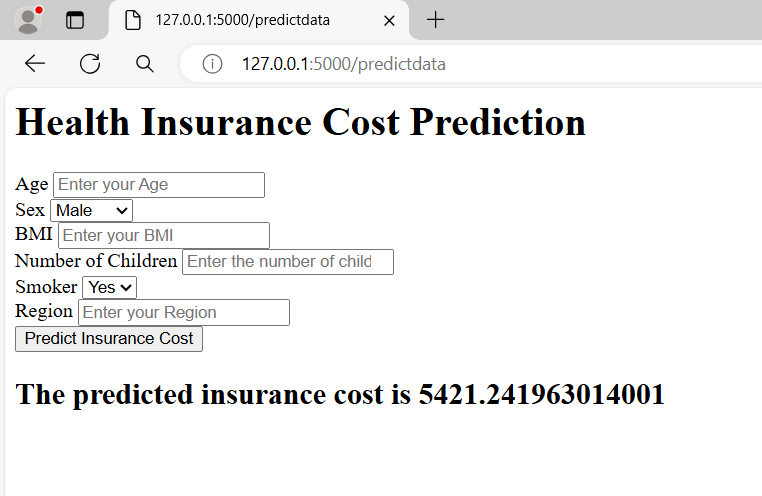 127.0.0.1:5000/predictdata
127.0.0.1:5000/predictdata
Health Insurance Cost Prediction
Age Enter your Age
Sex Male
BMI Enter your BMI
Number of Children Enter the number of child
Smoker Yes
Region Enter your Region
Predict Insurance Cost
The predicted insurance cost is 5421.241963014001